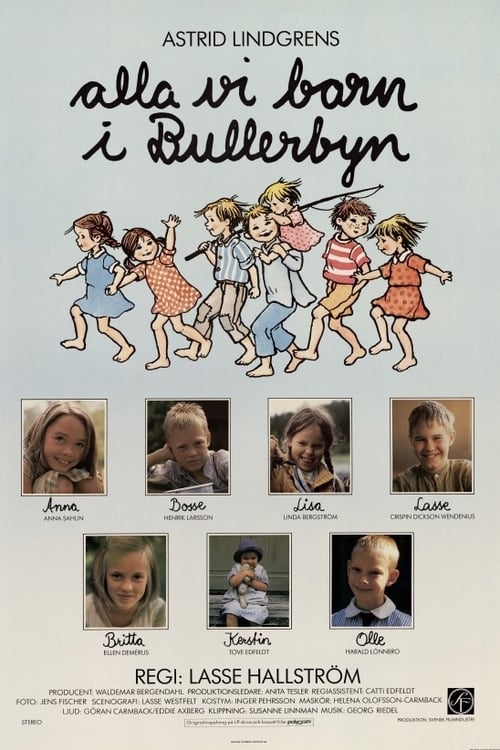 ASTRID LINDGRENS
alla vi barn
i Bullerbyn
Anna
ANNA SAHLIN
Bosse
HENRIK LARSSON
Lisa
LINDA BERGSTRÖM
Lasse
CRISPIN DICKSON WENDENIUS
Britta
ELLEN DEMÉRUS
Kerstin
TOVE EDFELDT
Olle
HARALD LÖNNBRO
REGI: LASSE HALLSTRÖM
PRODUCENT: WALDEMAR BERGENDAHL PRODUKTIONSLEDARE: ANITA TESLER REGIASSISTENT: CATTI EDFELDT
FOTO: JENS FISCHER SCENOGRAFI: LASSE WESTFELT KOSTYM: INGER PEHRSSON MASKÖR: HELENA OLOFSSON-CARMBACK
LJUD: GÖRAN CARMBACK/EDDIE AXBERG KLIPPNING: SUSANNE LINNMAN MUSIK: GEORG RIEDEL
STEREO
Originalinspelning på LP-skiva och kassett från polygram
PRODUKTION: SVENSK FILMINDUSTRI